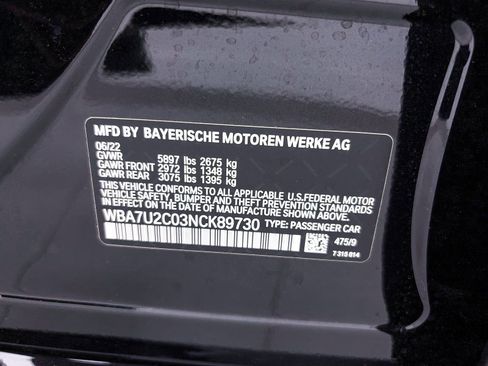 MFD BY BAYERISCHE MOTOREN WERKE AG
06/22
GVWR 5897 lbs 2675 kg
GAWR FRONT 2972 lbs 1348 kg
GAWR REAR 3075 lbs 1395 kg
THIS VEHICLE CONFORMS TO ALL APPLICABLE U.S.FEDERAL MOTOR
VEHICLE SAFETY, BUMPER AND THEFT PREVENTION STANDARDS
IN EFFECT ON THE DATE OF MANUFACTURE SHOWN ABOVE.
WBA7U2C03NCK89730 TYPE: PASSENGER CAR
475/9
7 315 014